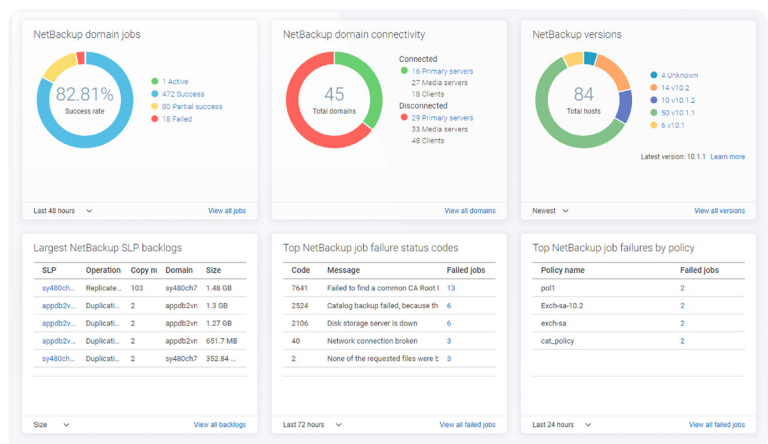 NetBackup domain jobs
82.81%
Success rate
1 Active
472 Success
80 Partial success
18 Failed
Last 48 hours
View all jobs
NetBackup domain connectivity
45
Total domains
Connected
16 Primary servers
27 Media servers
18 Clients
Disconnected
29 Primary servers
33 Media servers
48 Clients
View all domains
NetBackup versions
84
Total hosts
4 Unknown
14 v10.2
10 v10.1.2
50 v10.1.1
6 v10.1
Latest version: 10.1.1 Learn more
Newest
View all versions
Largest NetBackup SLP backlogs
SLP Operation Copy nu Domain Size
sy480ch... Replicate... 103 sy480ch7 1.48 GB
appdb2v... Duplicati... 2 appdb2vn 1.3 GB
appdb2v... Duplicati... 2 appdb2vn 1.27 GB
appdb2v... Duplicati... 2 appdb2vn 651.7 MB
sy480ch... Duplicati... 2 sy480ch7 352.84 ...
Size
View all backlogs
Top NetBackup job failure status codes
Code Message Failed jobs
7641 Failed to find a common CA Root 13
2524 Catalog backup failed, because th 6
2106 Disk storage server is down 6
40 Network connection broken 3
2 None of the requested files were b 3
Last 72 hours
View all failed jobs
Top NetBackup job failures by policy
Policy name Failed jobs
pol1 2
Exch-sa-10.2 2
exch-sa 2
cat_policy 2
Last 24 hours
View all failed jobs